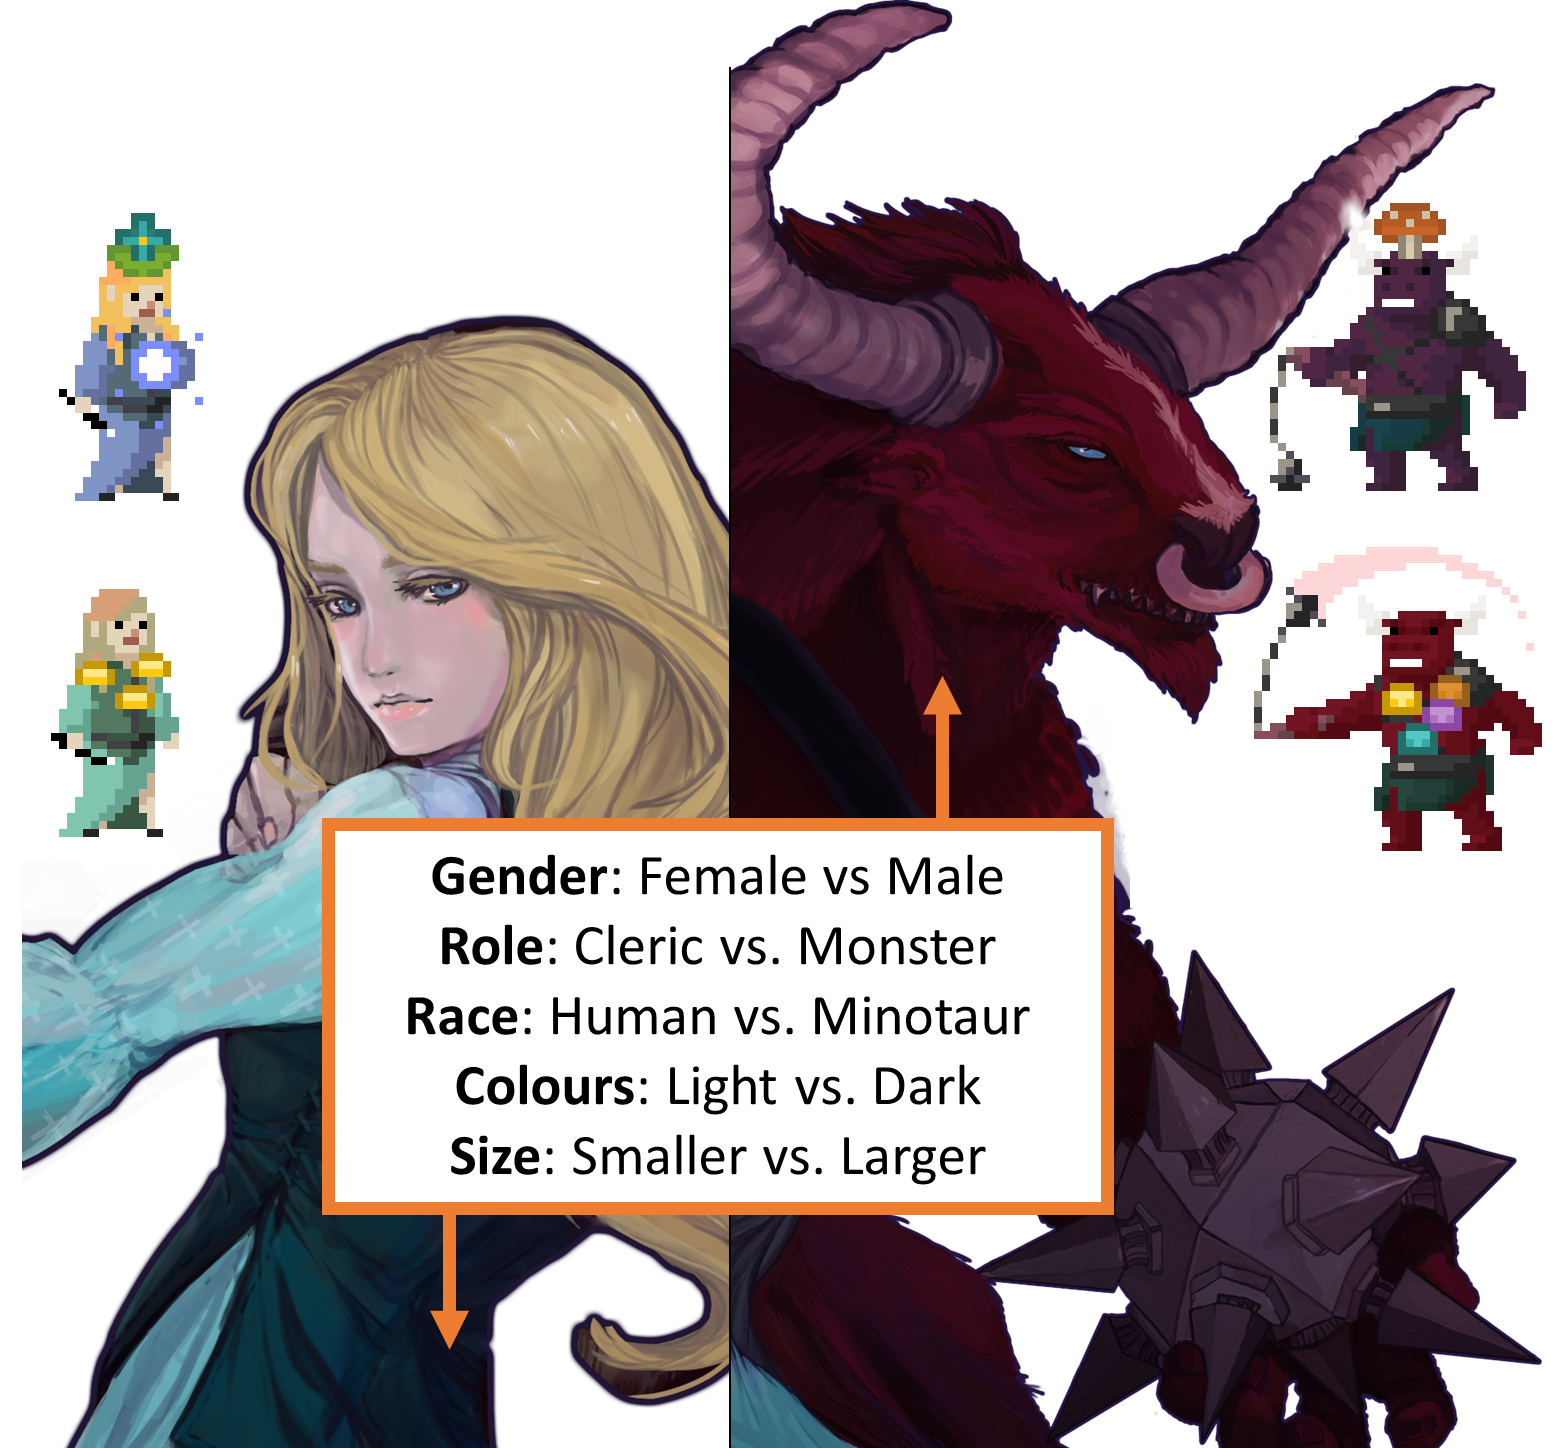 Gender: Female vs Male
Role: Cleric vs. Monster
Race: Human vs. Minotaur
Colours: Light vs. Dark
Size: Smaller vs. Larger